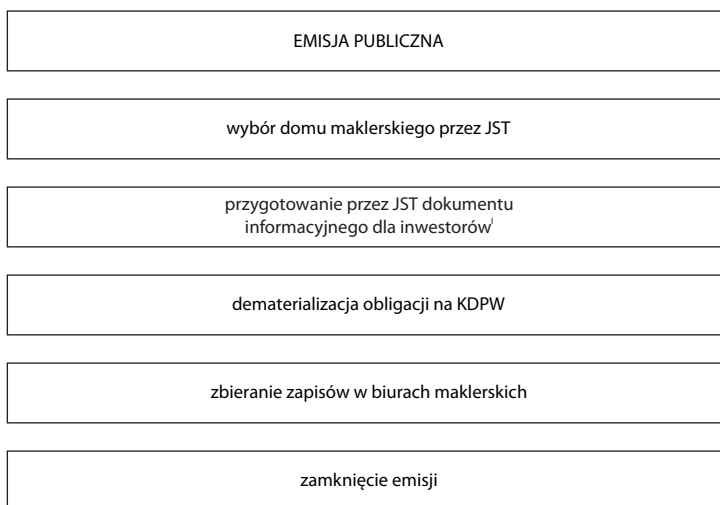 EMISJA PUBLICZNA
wybór domu maklerskiego przez JST
przygotowanie przez JST dokumentu
informacyjnego dla inwestorówⁱ
dematerializacja obligacji na KDPW
zbieranie zapisów w biurach maklerskich
zamknięcie emisji